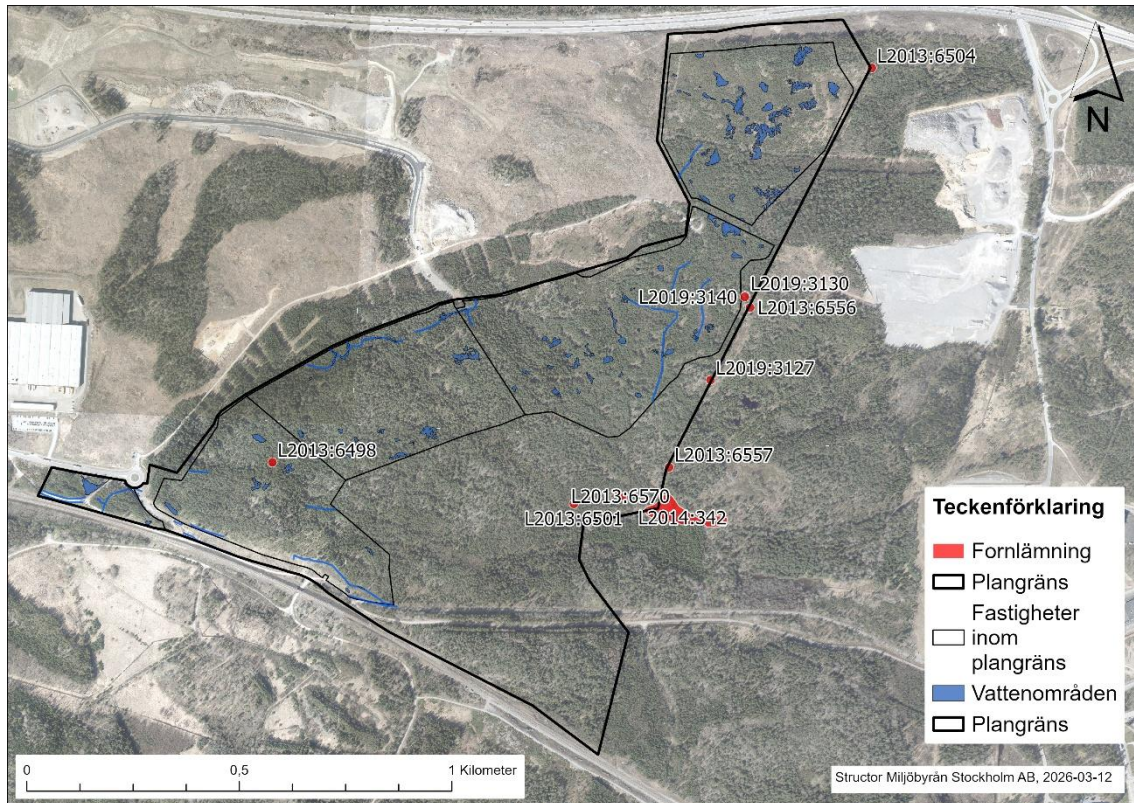 L2013:6504
N
L2019:3130
L2019:3140
L2013:6556
L2019:3127
L2013:6498
L2013:6557
L2013:6570
L2013:6501
L2014:342
Teckenförklaring
Fornlämning
Plangräns
Fastigheter
inom
plangräns
Vattenområden
Plangräns
0 0,5 1 Kilometer
Structor Miljöbyrån Stockholm AB, 2026-03-12